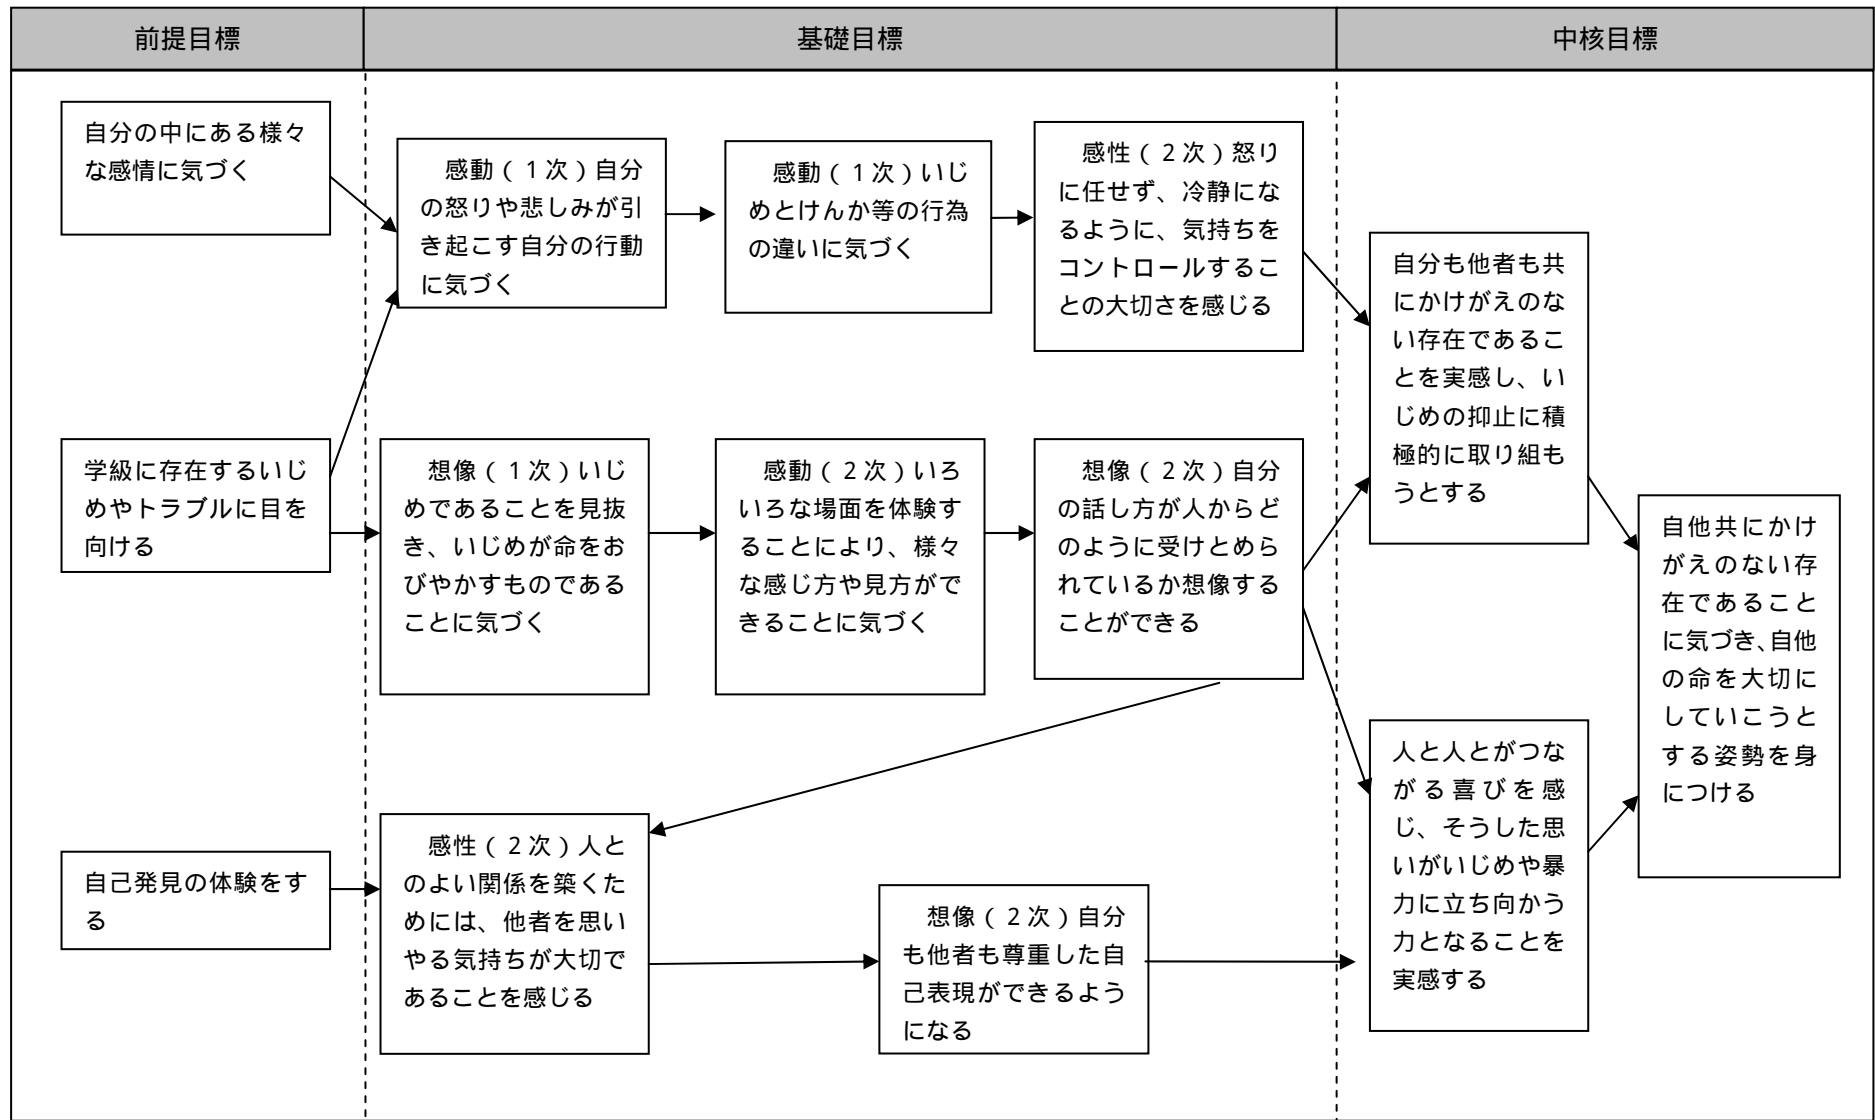 前提目標
基礎目標
中核目標
自分の中にある様々
な感情に気づく
感動(1次)自分
の怒りや悲しみが引
き起こす自分の行動
に気づく
感動(1次)いじ
めとけんか等の行為
の違いに気づく
感性(2次)怒り
に任せず、冷静にな
るように、気持ちを
コントロールするこ
との大切さを感じる
自分も他者も共
にかけがえのな
い存在であるこ
とを実感し、い
じめの抑止に積
極的に取り組も
うとする
学級に存在するいじ
めやトラブルに目を
向ける
想像(1次)いじ
めであることを見抜
き、いじめが命をお
びやかすものである
ことに気づく
感動(2次)いろ
いろな場面を体験す
ることにより、様々
な感じ方や見方がで
きることに気づく
想像(2次)自分
の話し方が人からど
のように受けとめら
れているか想像する
ことができる
自他共にかけ
がえのない存
在であること
に気づき、自他
の命を大切に
していこうと
する姿勢を身
につける
人と人とがつな
がる喜びを感
じ、そうした思
いがいじめや暴
力に立ち向かう
力となることを
実感する
自己発見の体験をす
る
感性(2次)人と
のよい関係を築くた
めには、他者を思い
やる気持ちが大切で
あることを感じる
想像(2次)自分
も他者も尊重した自
己表現ができるよう
になる